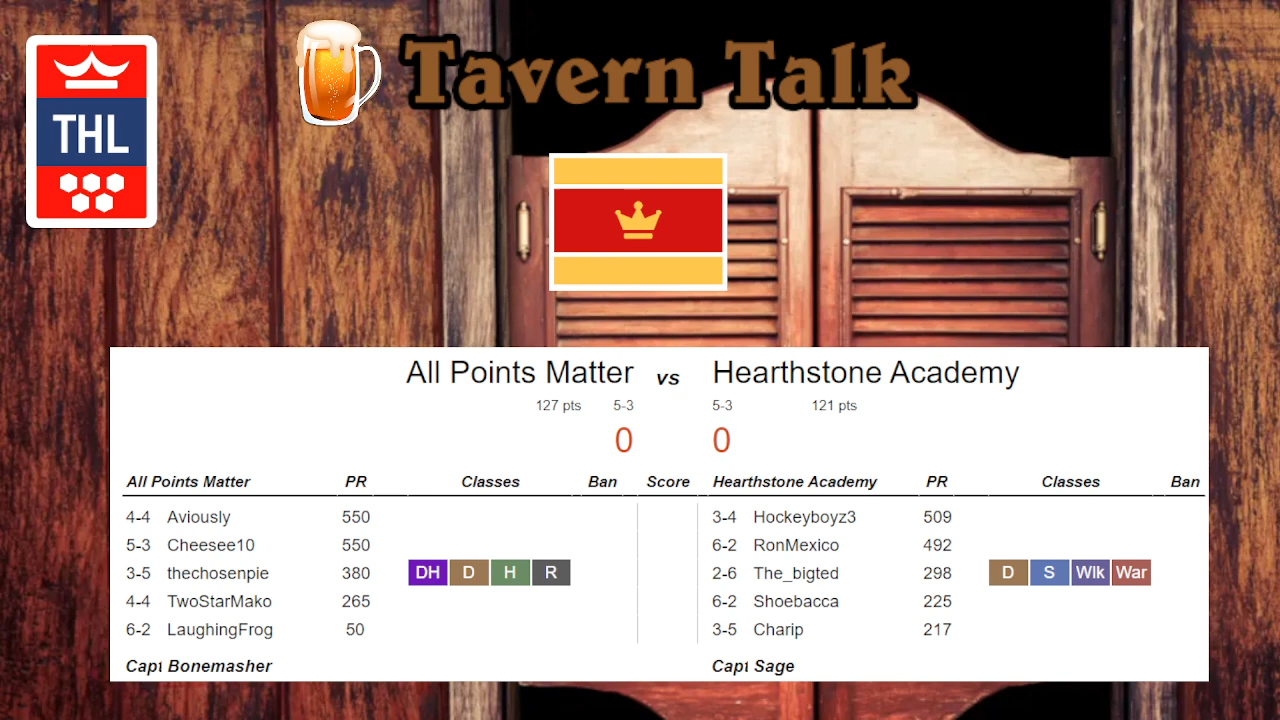 Tavern Talk
THL
All Points Matter vs Hearthstone Academy
127 pts 5-3 5-3 121 pts
0 0
All Points Matter PR Classes Ban Score Hearthstone Academy PR Classes Ban
4-4 Aviously 550 3-4 Hockeyboyz3 509
5-3 Cheesee10 550 6-2 RonMexico 492
3-5 thechosenpie 380 DH D H R 2-6 The_bigted 298 D S Wlk War
4-4 TwoStarMako 265 6-2 Shoebacca 225
6-2 LaughingFrog 50 3-5 Charip 217
Capt Bonemasher Capt Sage